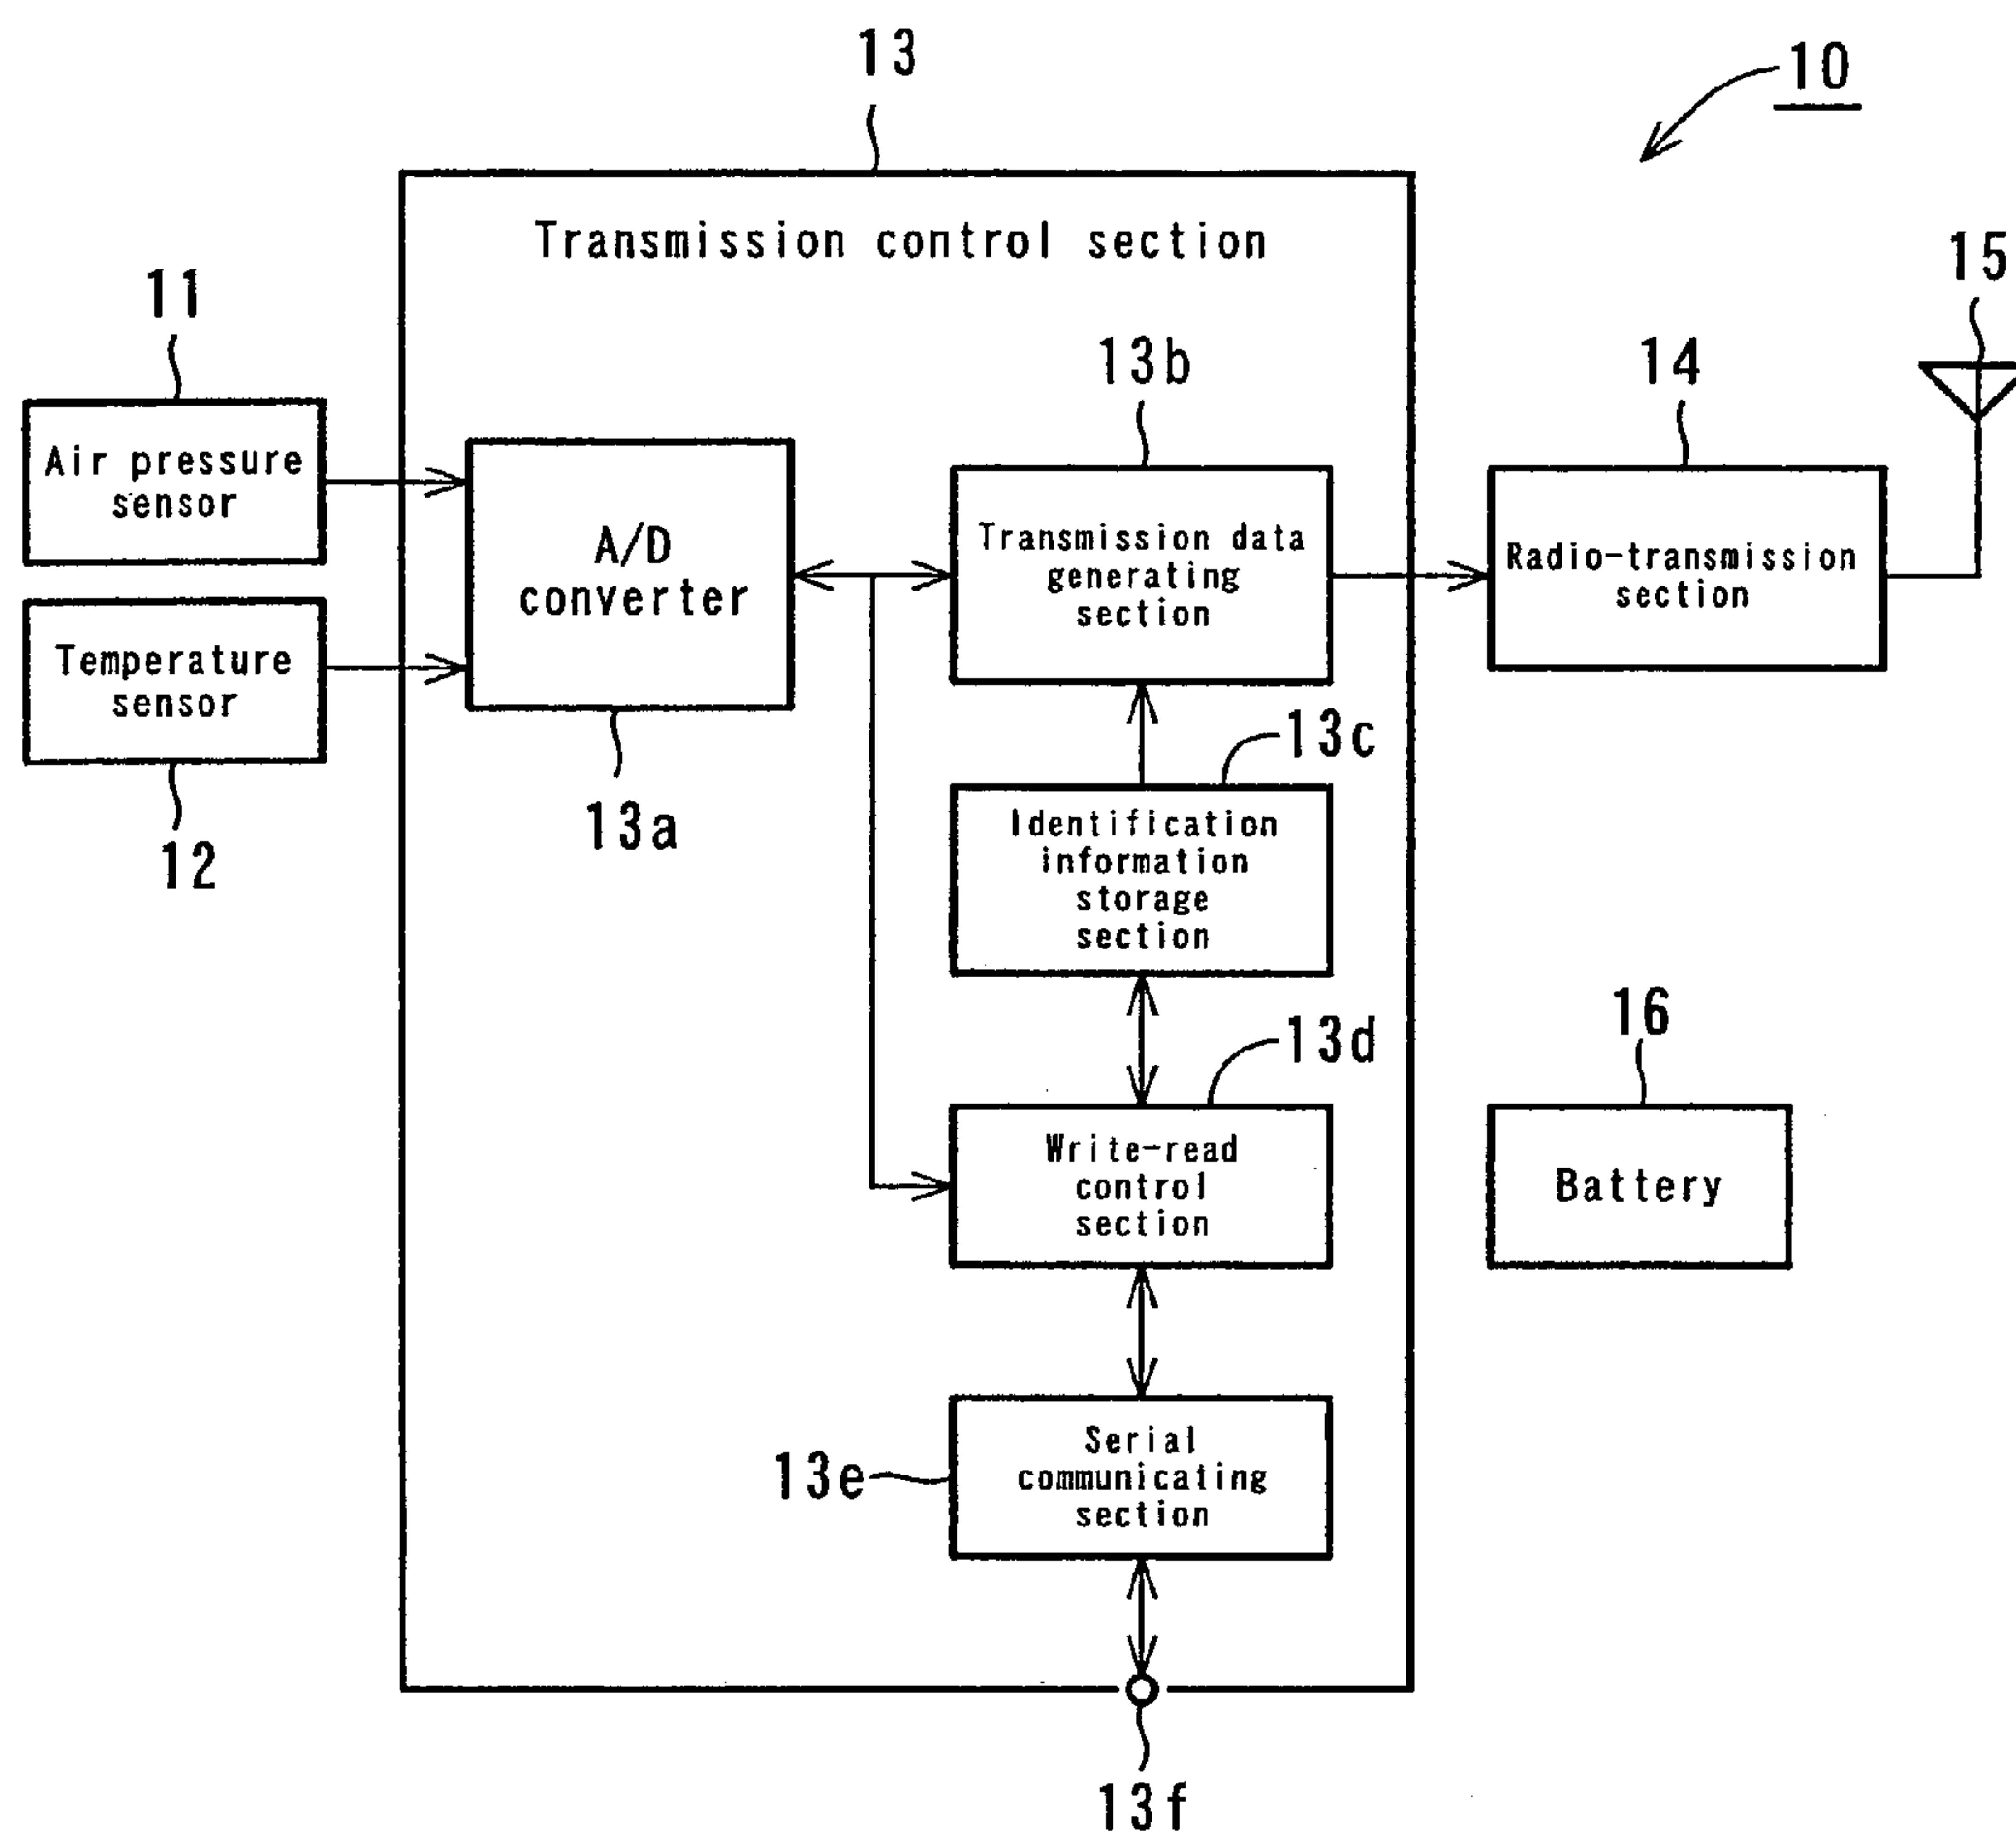 13
10
Transmission control section
15
11
13b
14
Air pressure
sensor
A/D
converter
Transmission data
generating
section
Radio-transmission
section
Temperature
sensor
13c
13a
12
Identification
information
storage
section
16
13d
Write-read
control
section
Battery
13e
Serial
communicating
section
13f